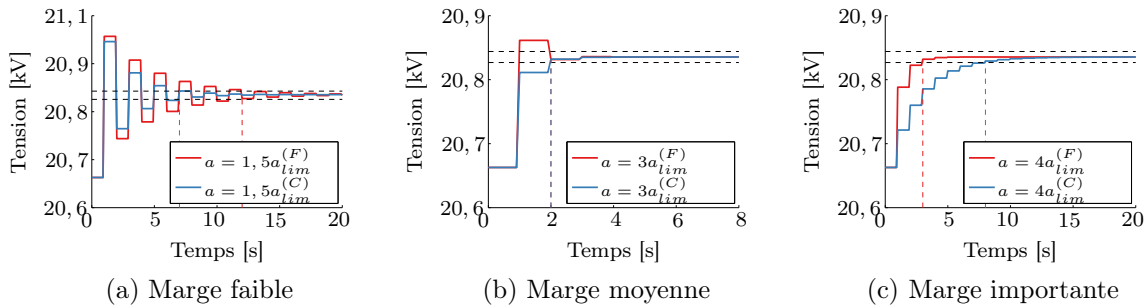 Tension [kV]
21, 1
20, 9
20, 8
20, 7
20, 6
0
5
10
15
20
Temps [s]
a = 1, 5a_{lim}^{(F)}
a = 1, 5a_{lim}^{(C)}
(a) Marge faible
Tension [kV]
20, 9
20, 8
20, 7
20, 6
0
2
4
6
8
Temps [s]
a = 3a_{lim}^{(F)}
a = 3a_{lim}^{(C)}
(b) Marge moyenne
Tension [kV]
20, 9
20, 8
20, 7
20, 6
0
5
10
15
20
Temps [s]
a = 4a_{lim}^{(F)}
a = 4a_{lim}^{(C)}
(c) Marge importante